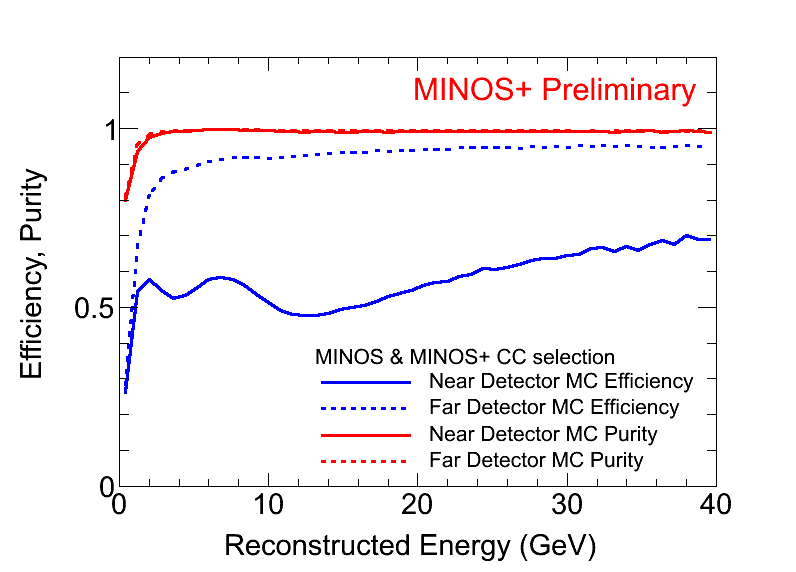 MINOS+ Preliminary
1
Efficiency, Purity
0.5
MINOS & MINOS+ CC selection
Near Detector MC Efficiency
Far Detector MC Efficiency
Near Detector MC Purity
Far Detector MC Purity
0
0 10 20 30 40
Reconstructed Energy (GeV)